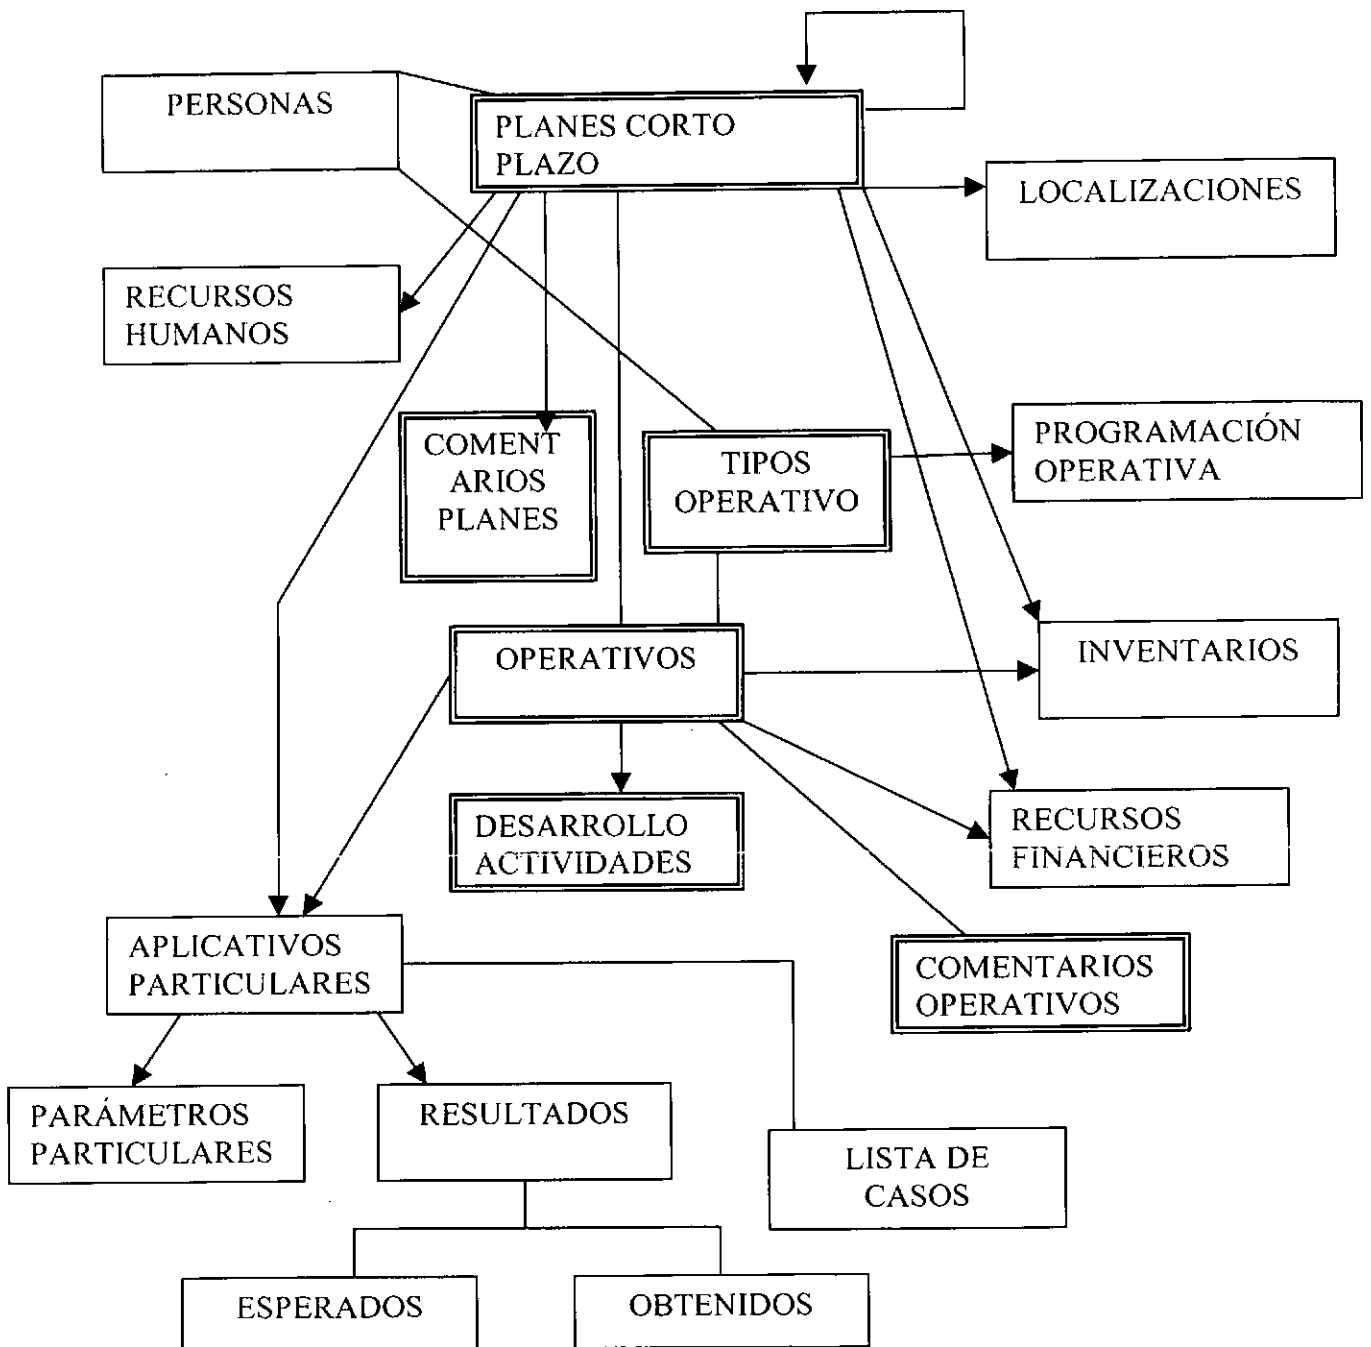 PERSONAS
PLANES CORTO
PLAZO
LOCALIZACIONES
RECURSOS
HUMANOS
COMENT
ARIOS
PLANES
TIPOS
OPERATIVO
PROGRAMACIÓN
OPERATIVA
OPERATIVOS
INVENTARIOS
DESARROLLO
ACTIVIDADES
RECURSOS
FINANCIEROS
APLICATIVOS
PARTICULARES
COMENTARIOS
OPERATIVOS
PARÁMETROS
PARTICULARES
RESULTADOS
LISTA DE
CASOS
ESPERADOS
OBTENIDOS